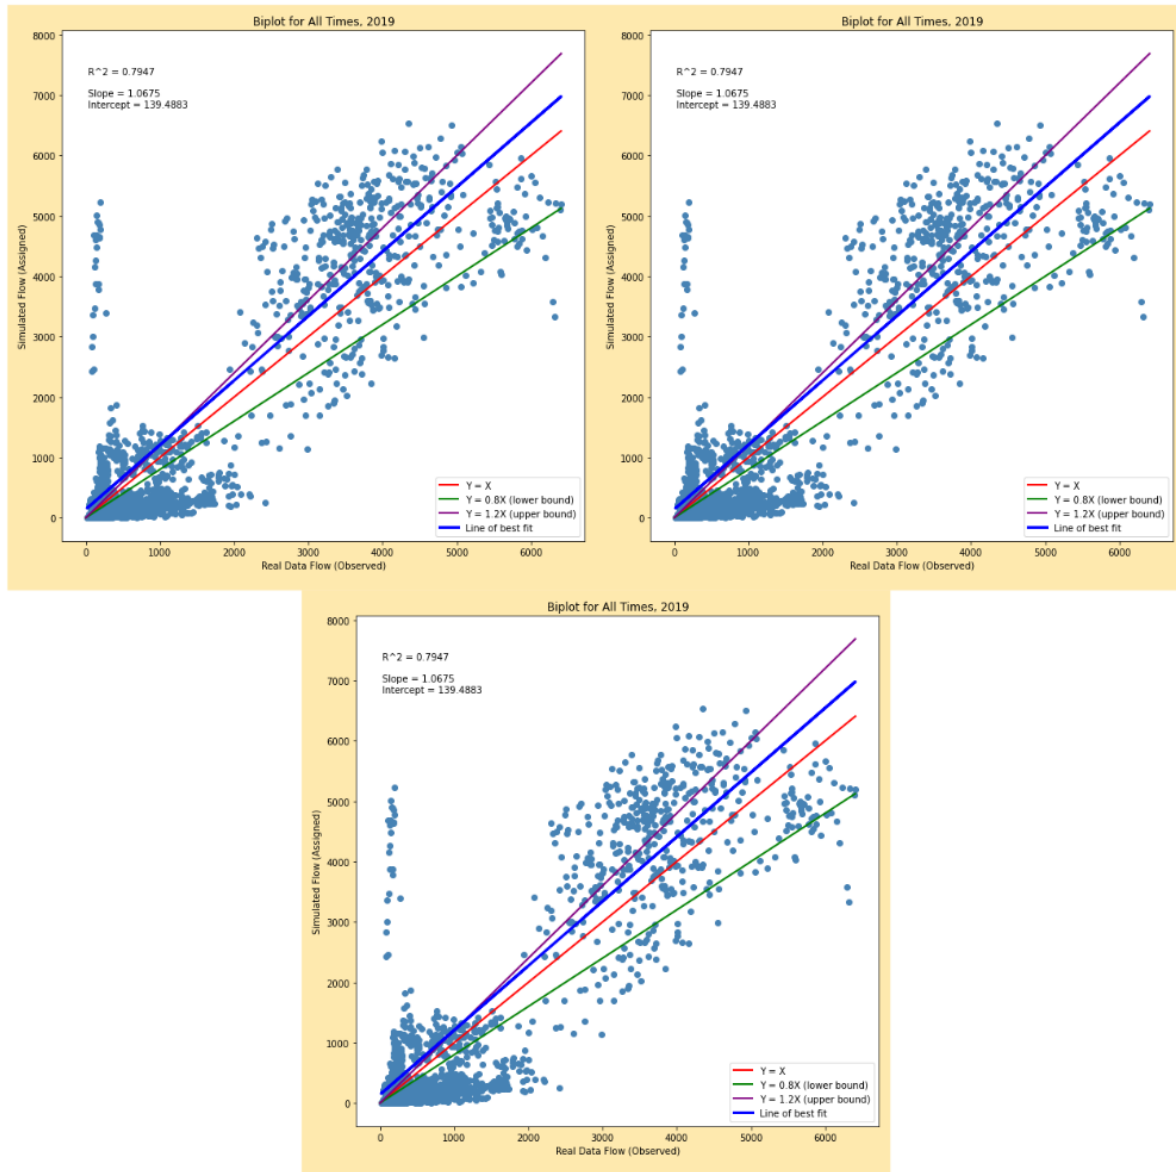 Biplot for All Times, 2019
R^2 = 0.7947
Slope = 1.0675
Intercept = 139.4883
8000
7000
6000
5000
4000
3000
2000
1000
0
Simulated Flow (Assigned)
Y = X
Y = 0.8X (lower bound)
Y = 1.2X (upper bound)
Line of best fit
0 1000 2000 3000 4000 5000 6000
Real Data Flow (Observed)
Biplot for All Times, 2019
R^2 = 0.7947
Slope = 1.0675
Intercept = 139.4883
8000
7000
6000
5000
4000
3000
2000
1000
0
Simulated Flow (Assigned)
Y = X
Y = 0.8X (lower bound)
Y = 1.2X (upper bound)
Line of best fit
0 1000 2000 3000 4000 5000 6000
Real Data Flow (Observed)
Biplot for All Times, 2019
R^2 = 0.7947
Slope = 1.0675
Intercept = 139.4883
8000
7000
6000
5000
4000
3000
2000
1000
0
Simulated Flow (Assigned)
Y = X
Y = 0.8X (lower bound)
Y = 1.2X (upper bound)
Line of best fit
0 1000 2000 3000 4000 5000 6000
Real Data Flow (Observed)